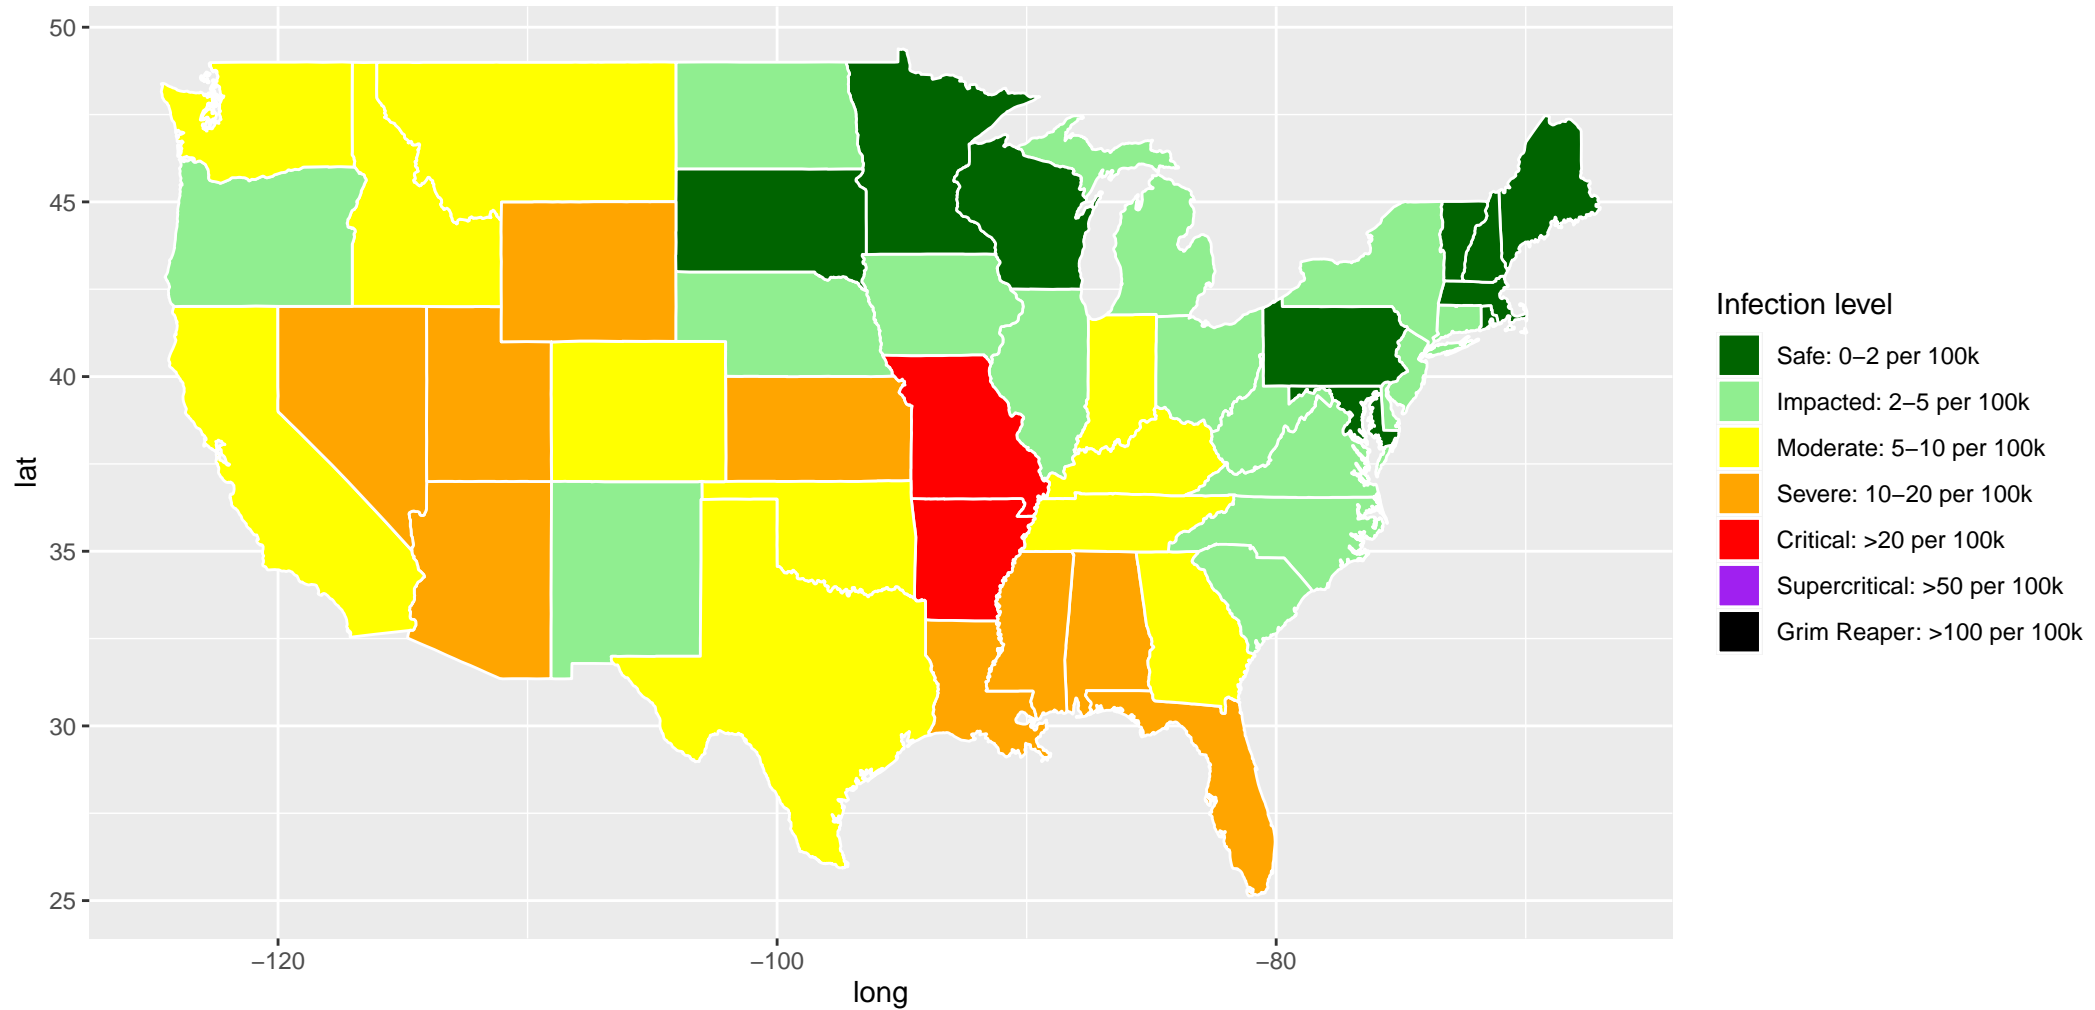 50
45
40
35
30
25
lat
−120
−100
−80
long
Infection level
Safe: 0−2 per 100k
Impacted: 2−5 per 100k
Moderate: 5−10 per 100k
Severe: 10−20 per 100k
Critical: >20 per 100k
Supercritical: >50 per 100k
Grim Reaper: >100 per 100k